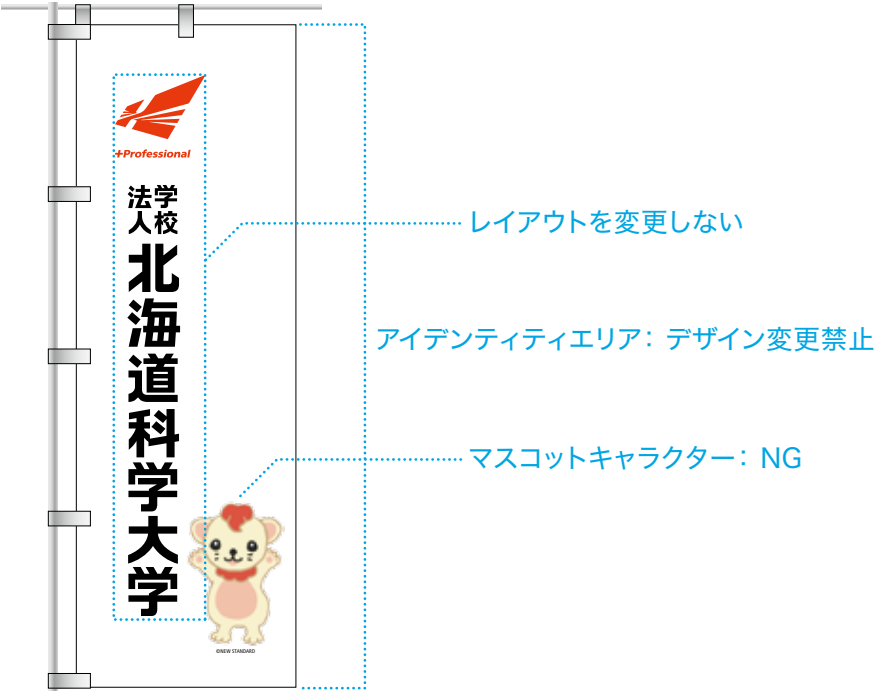 +Professional
学校
法人
北海道科学大学
レイアウトを変更しない
アイデンティティエリア：デザイン変更禁止
マスコットキャラクター：NG
©NEW STANDARD